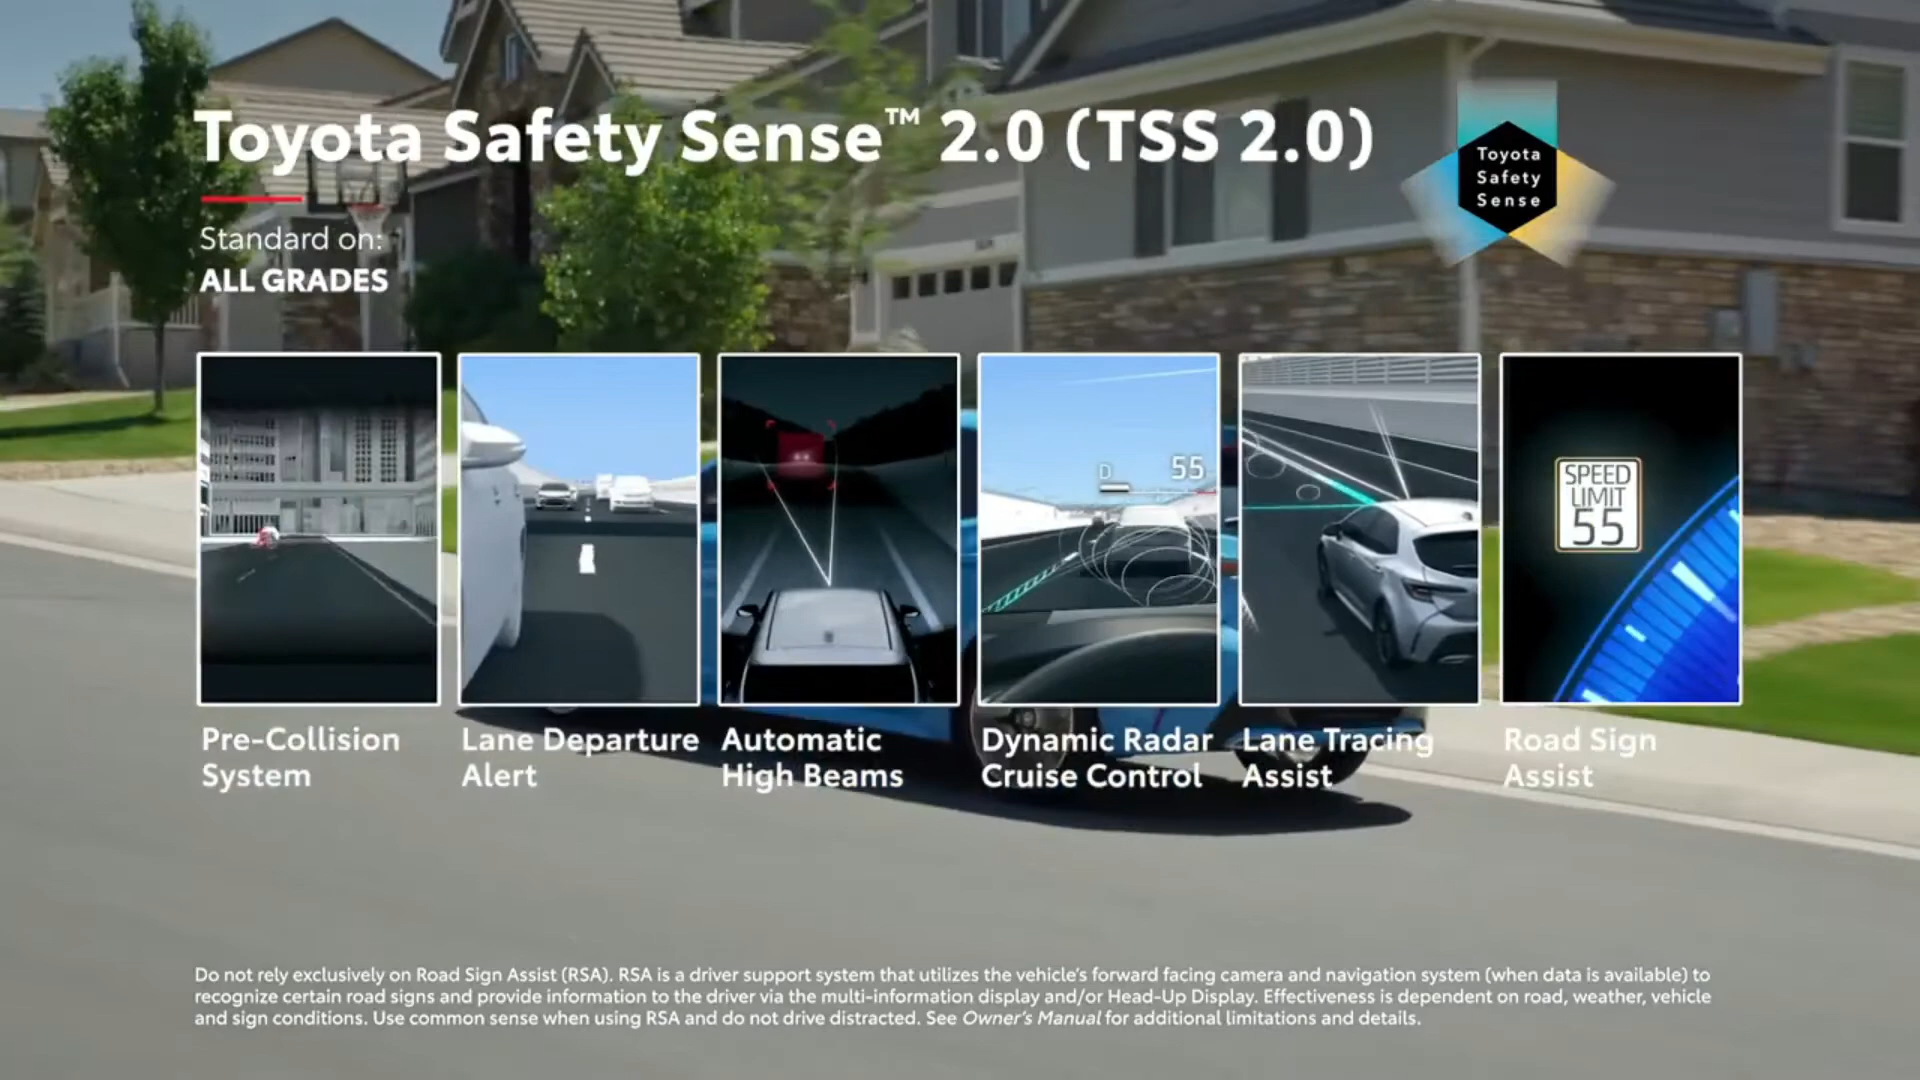 Toyota Safety Sense™ 2.0 (TSS 2.0)
Toyota
Safety
Sense
Standard on:
ALL GRADES
D
55
SPEED
LIMIT
55
Pre-Collision
System
Lane Departure
Alert
Automatic
High Beams
Dynamic Radar
Cruise Control
Lane Tracing
Assist
Road Sign
Assist
Do not rely exclusively on Road Sign Assist (RSA). RSA is a driver support system that utilizes the vehicle's forward facing camera and navigation system (when data is available) to
recognize certain road signs and provide information to the driver via the multi-information display and/or Head-Up Display. Effectiveness is dependent on road, weather, vehicle
and sign conditions. Use common sense when using RSA and do not drive distracted. See Owner's Manual for additional limitations and details.